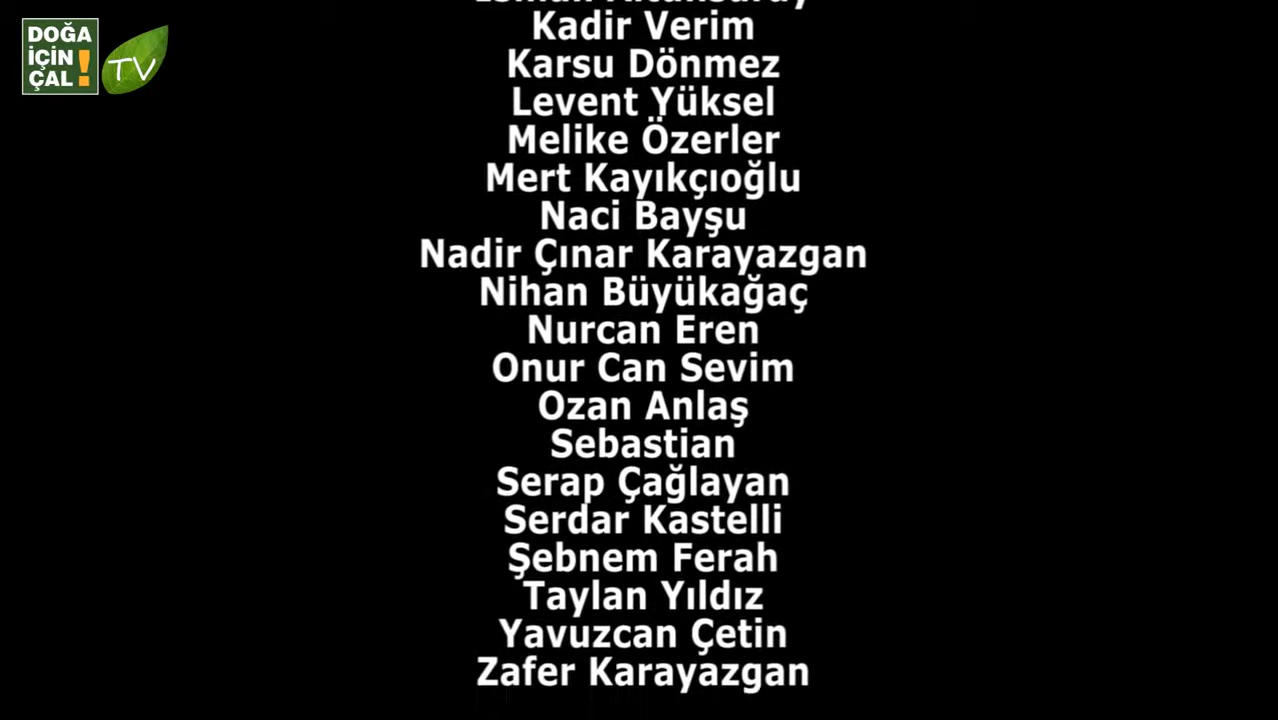 DOĞA
İÇİN
ÇAL!
TV
Kadir Verim
Karsu Dönmez
Levent Yüksel
Melike Özerler
Mert Kayıkçıoğlu
Naci Bayşu
Nadir Çınar Karayazgan
Nihan Büyükağaç
Nurcan Eren
Onur Can Sevim
Ozan Anlaş
Sebastian
Serap Çağlayan
Serdar Kastelli
Şebnem Ferah
Taylan Yıldız
Yavuzcan Çetin
Zafer Karayazgan